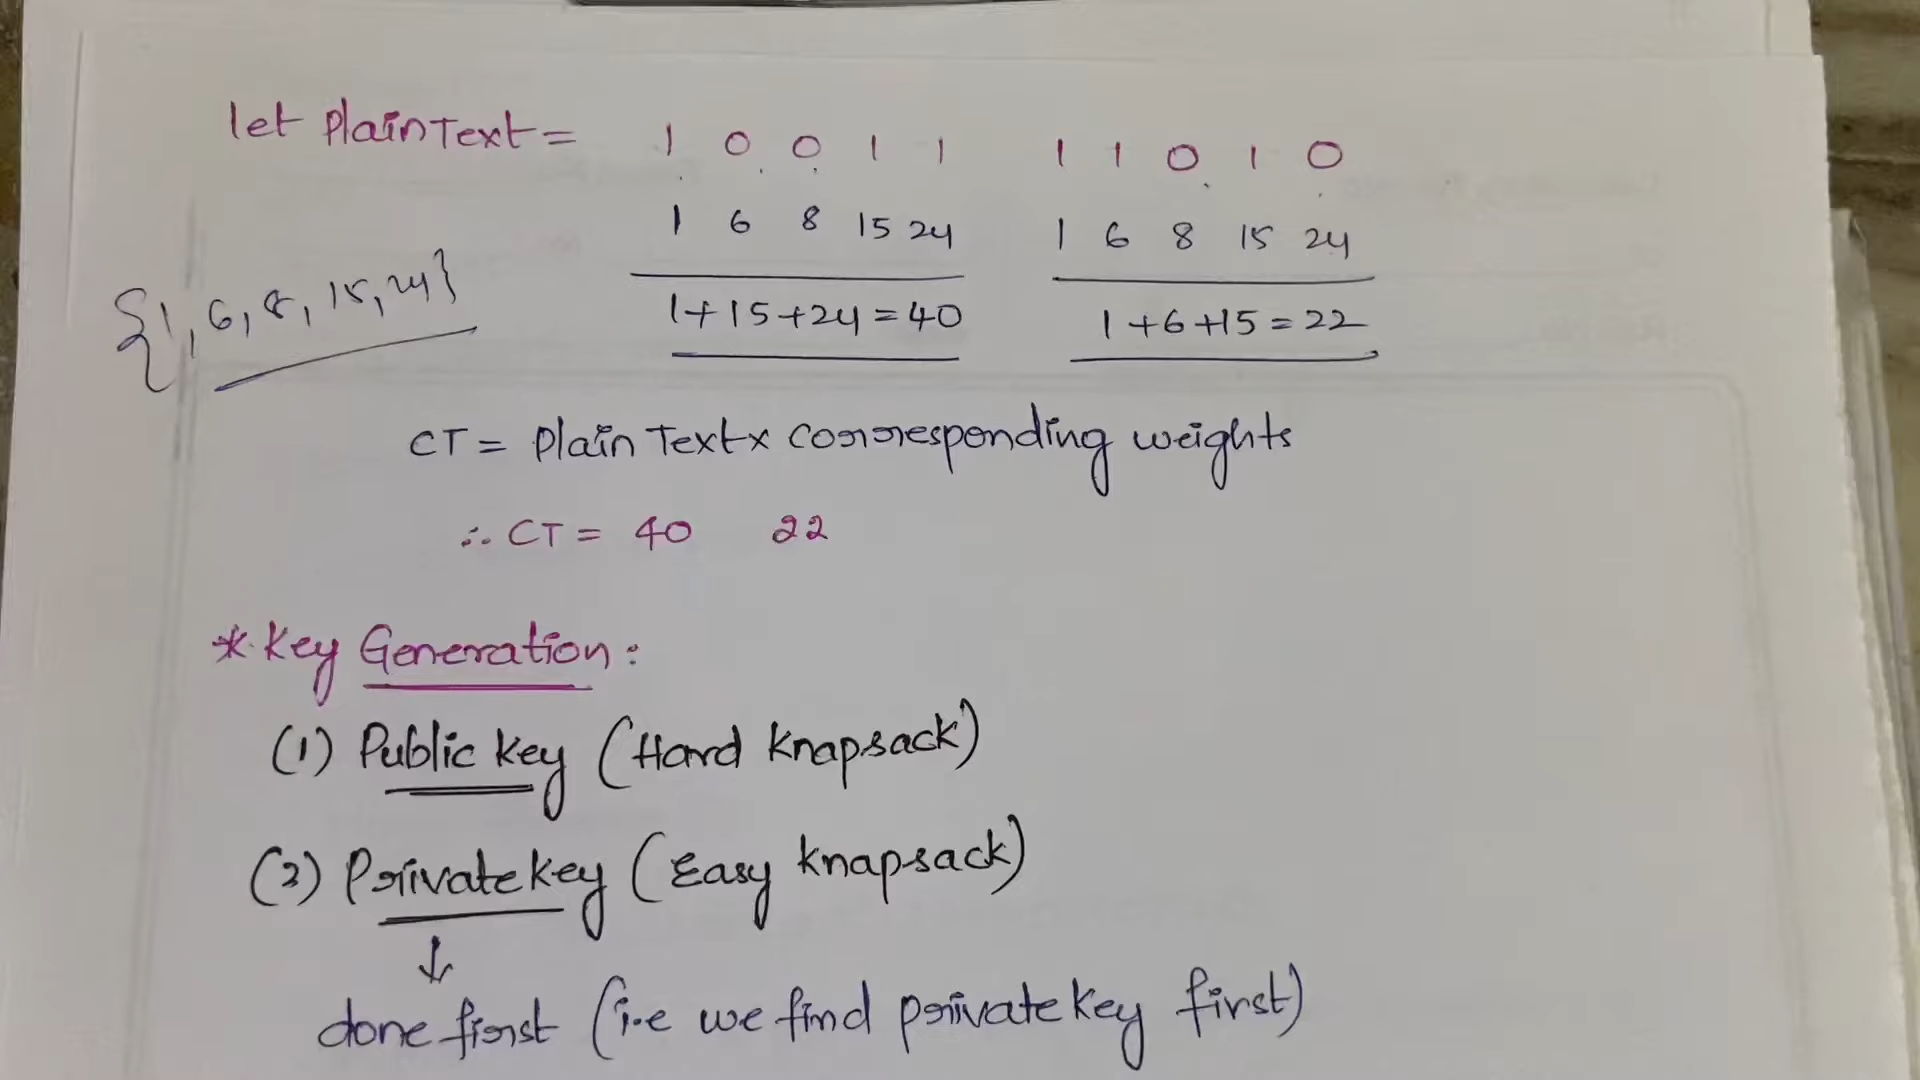 let Plain Text = 1 0 0 1 1 1 1 0 1 0
1 6 8 15 24 1 6 8 15 24
{1, 6, 8, 15, 24}
1+15+24=40 1+6+15=22
CT = Plain Text x corresponding weights
∴ CT = 40 22
* Key Generation:
(1) Public key (Hard knapsack)
(2) Private key (Easy knapsack)
↓
done first (i.e we find private key first)